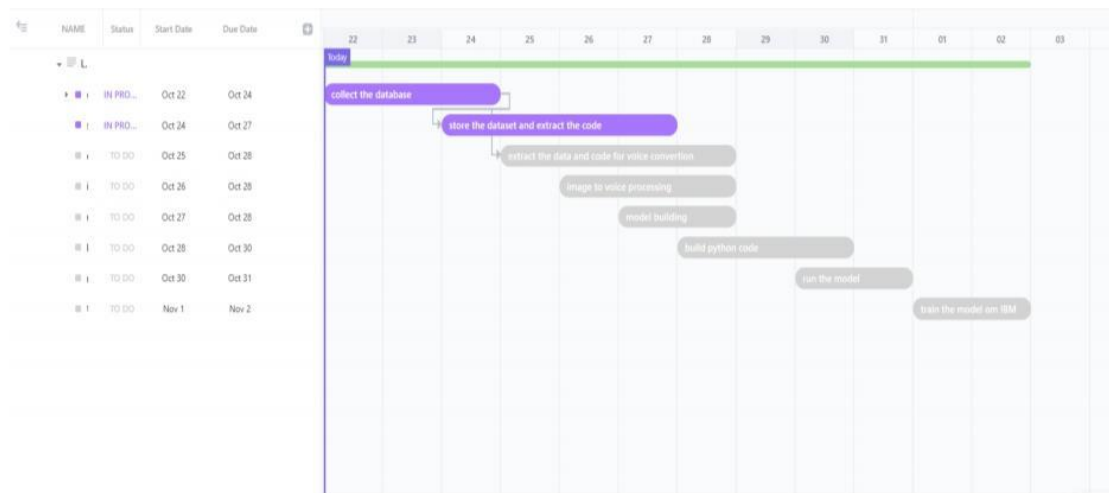 NAME Status Start Date Due Date
22 23 24 25 26 27 28 29 30 31 01 02 03
Today
L.
IN PRO... Oct 22 Oct 24 collect the database
IN PRO... Oct 24 Oct 27 store the dataset and extract the code
TO DO Oct 25 Oct 28 extract the data and code for voice convertion
TO DO Oct 26 Oct 28 image to voice processing
TO DO Oct 27 Oct 28 model building
TO DO Oct 28 Oct 30 build python code
TO DO Oct 30 Oct 31 run the model
TO DO Nov 1 Nov 2 train the model om IBM